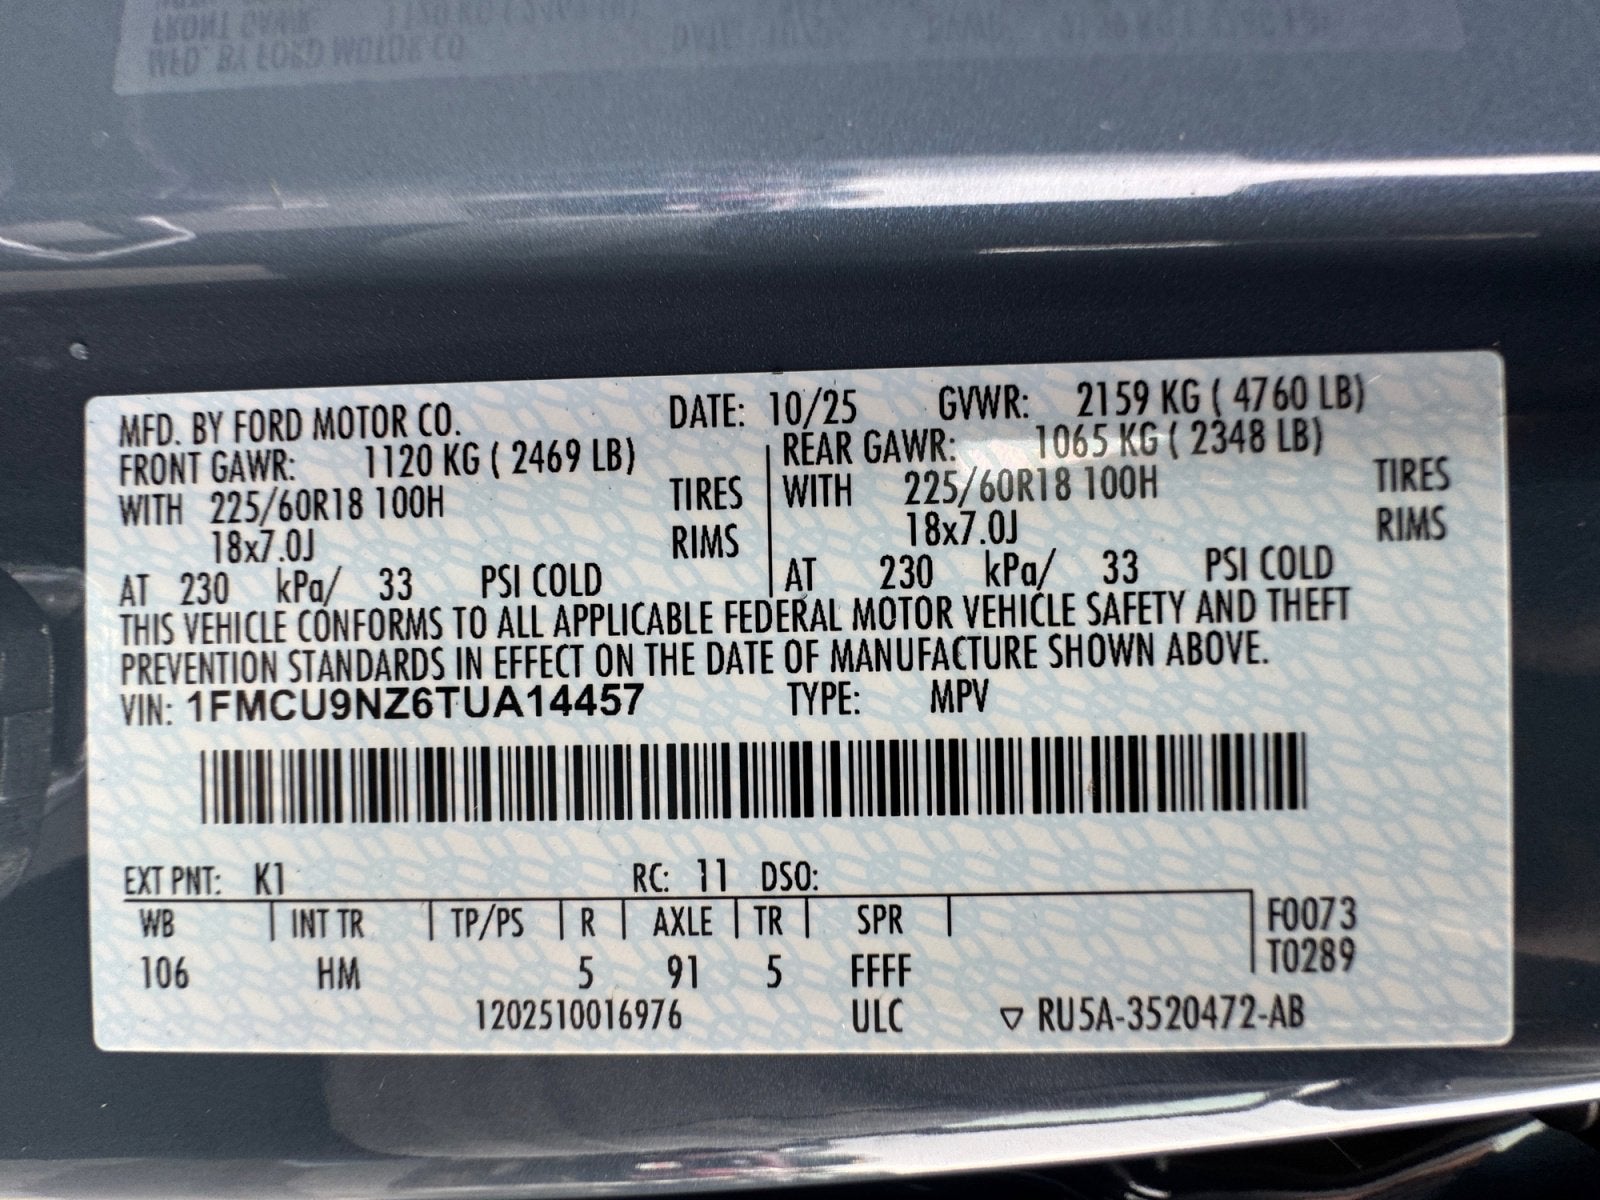 MFD. BY FORD MOTOR CO. DATE: 10/25 GVWR: 2159 KG ( 4760 LB)
FRONT GAWR: 1120 KG ( 2469 LB) REAR GAWR: 1065 KG ( 2348 LB)
WITH 225/60R18 100H TIRES WITH 225/60R18 100H TIRES
18x7.0J RIMS 18x7.0J RIMS
AT 230 kPa/ 33 PSI COLD AT 230 kPa/ 33 PSI COLD
THIS VEHICLE CONFORMS TO ALL APPLICABLE FEDERAL MOTOR VEHICLE SAFETY AND THEFT
PREVENTION STANDARDS IN EFFECT ON THE DATE OF MANUFACTURE SHOWN ABOVE.
VIN: 1FMCU9NZ6TUA14457 TYPE: MPV
EXT PNT: K1 RC: 11 DSO:
WB INT TR TP/PS R AXLE TR SPR F0073
106 HM 5 91 5 FFFF T0289
1202510016976 ULC ▽ RU5A-3520472-AB